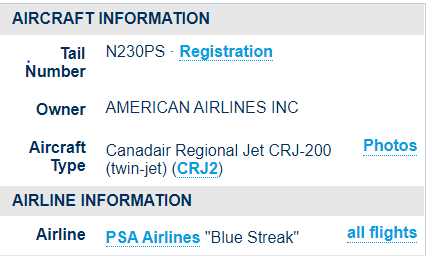 AIRCRAFT INFORMATION
Tail Number N230PS · Registration
Owner AMERICAN AIRLINES INC
Aircraft Type Canadair Regional Jet CRJ-200 Photos
(twin-jet) (CRJ2)
AIRLINE INFORMATION
Airline PSA Airlines "Blue Streak" all flights